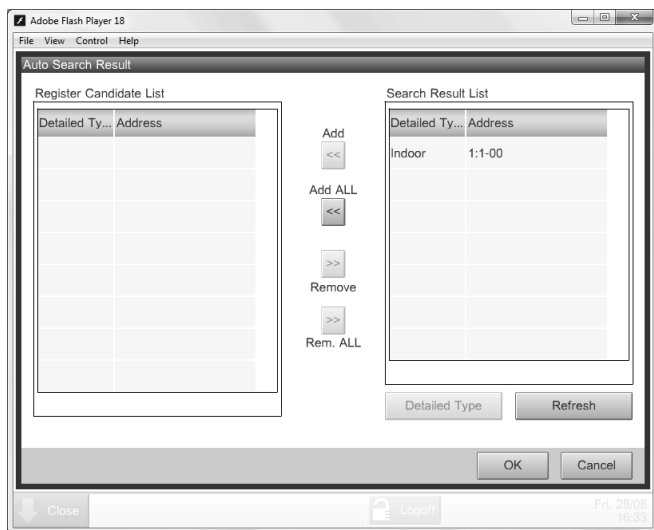 Adobe Flash Player 18
File View Control Help
Auto Search Result
Register Candidate List
Detailed Ty... Address
Add
<<
Add ALL
<<
>>
Remove
>>
Rem. ALL
Search Result List
Detailed Ty... Address
Indoor 1:1-00
Detailed Type
Refresh
OK
Cancel
Close
Logoff
Fri, 28/08
16:33